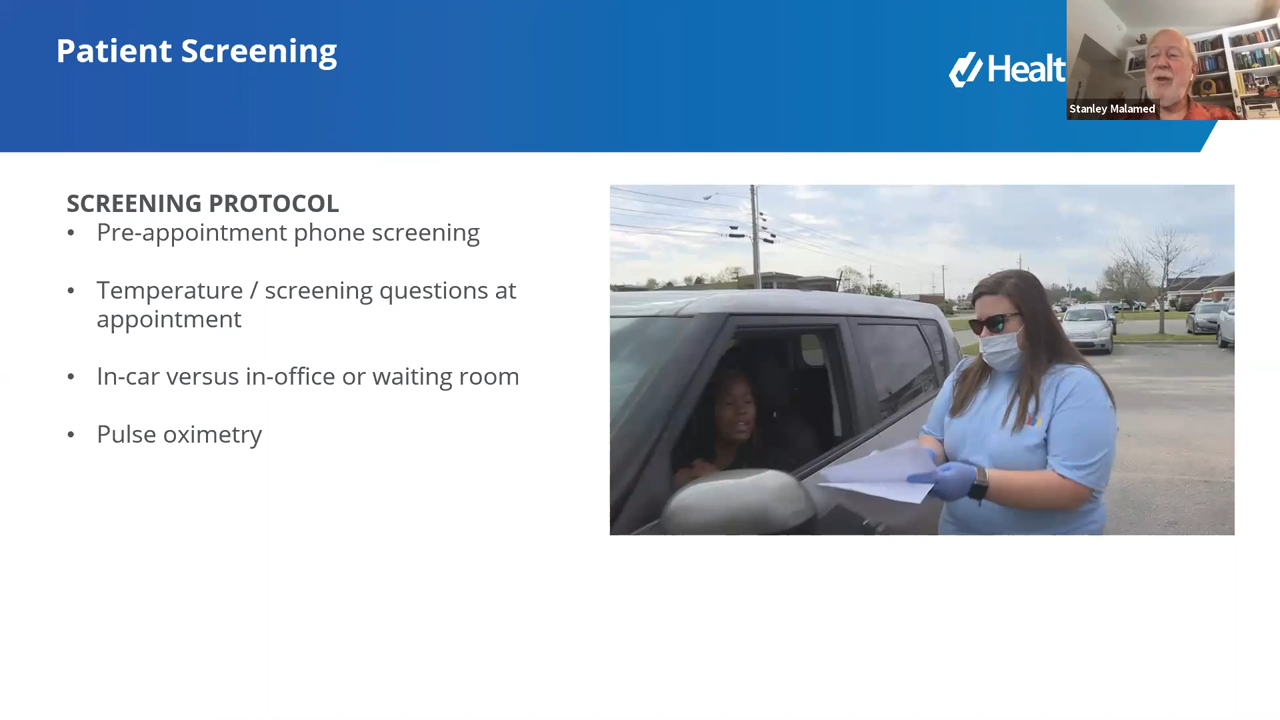 Patient Screening
Healt
Stanley Malamed
SCREENING PROTOCOL
• Pre-appointment phone screening
• Temperature / screening questions at
appointment
• In-car versus in-office or waiting room
• Pulse oximetry